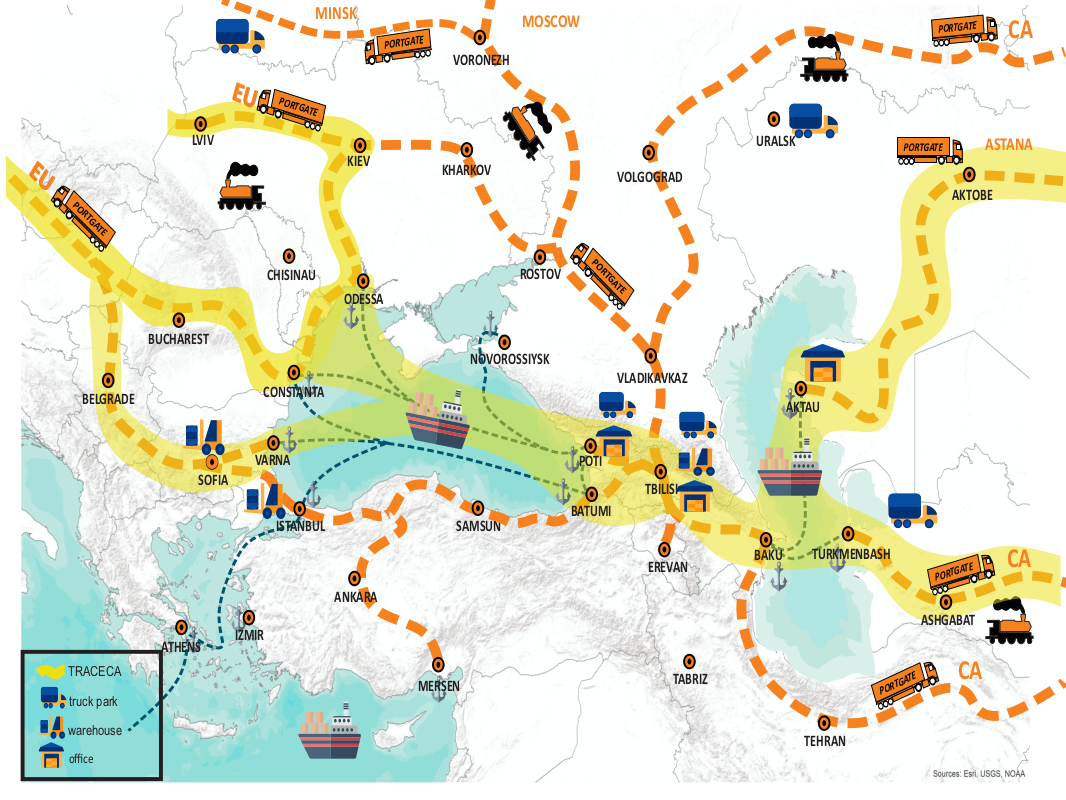 MINSK
MOSCOW
PORTGATE
CA
PORTGATE
VORONEZH
EU
PORTGATE
LVIV
KIEV
KHARKOV
VOLGOGRAD
URALSK
PORTGATE
ASTANA
AKTOBE
EU
PORTGATE
CHISINAU
ROSTOV
PORTGATE
ODESSA
BUCHAREST
NOVOROSSIYSK
VLADIKAVKAZ
CONSTANTA
BELGRADE
AKTAU
VARNA
POTI
SOFIA
TBILISI
ISTANBUL
SAMSUN
BATUMI
BAKU
TURKMENBASH
EREVAN
CA
PORTGATE
ANKARA
ASHGABAT
IZMIR
ATHENS
TRACECA
truck park
warehouse
office
MERSEN
TABRIZ
CA
PORTGATE
TEHRAN
Sources: Esri, USGS, NOAA